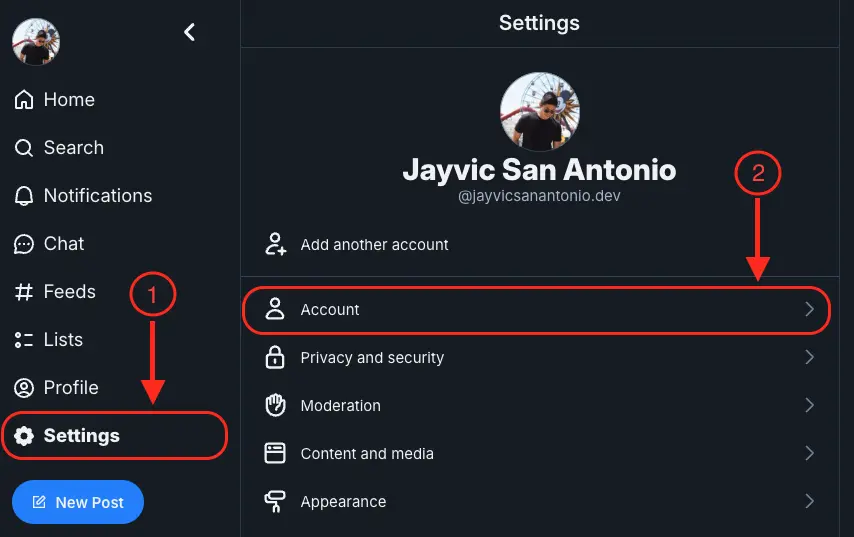 Home
Search
Notifications
Chat
Feeds
Lists
Profile
Settings
New Post
1
Settings
Jayvic San Antonio
@jayvicsanantonio.dev
2
Add another account
Account
Privacy and security
Moderation
Content and media
Appearance